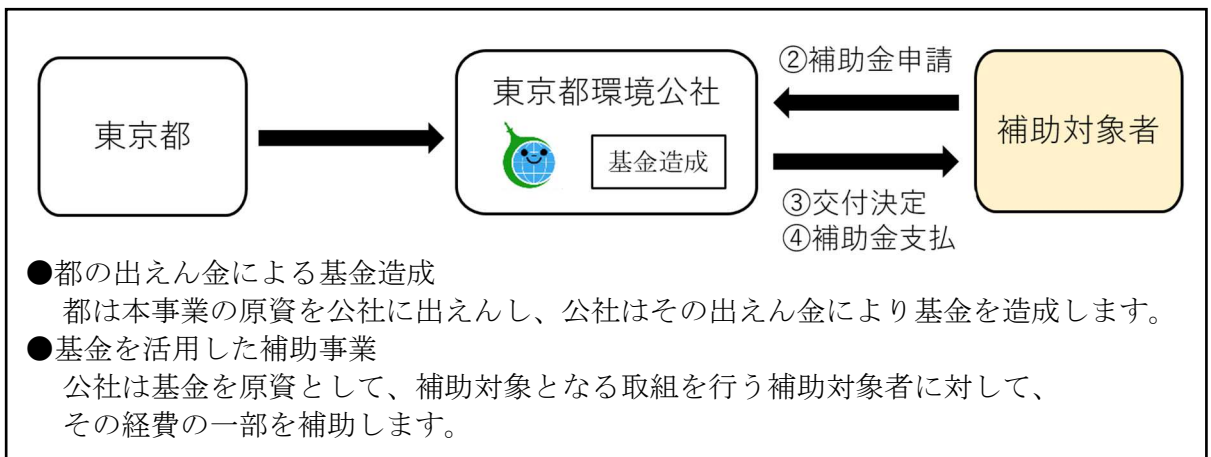 東京都
東京都環境公社
基金造成
②補助金申請
③交付決定
④補助金支払
補助対象者
●都の出えん金による基金造成
都は本事業の原資を公社に出えんし、公社はその出えん金により基金を造成します。
●基金を活用した補助事業
公社は基金を原資として、補助対象となる取組を行う補助対象者に対して、
その経費の一部を補助します。